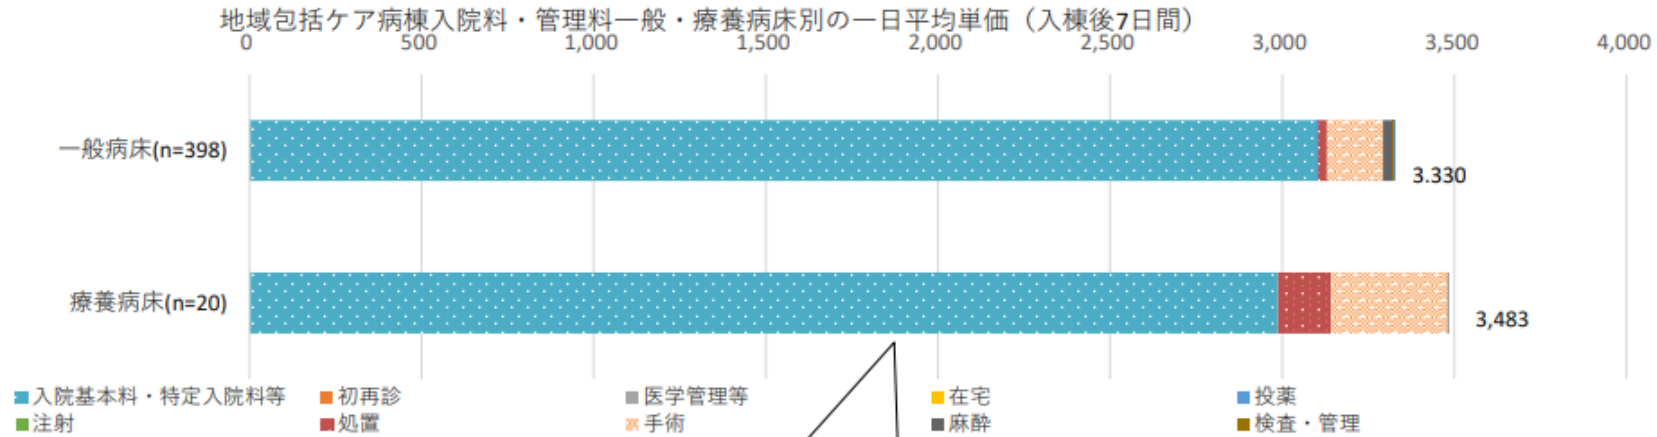 地域包括ケア病棟入院料・管理料一般・療養病床別の一日平均単価（入棟後7日間）
0 500 1,000 1,500 2,000 2,500 3,000 3,500 4,000
一般病床(n=398)
3.330
療養病床(n=20)
3,483
入院基本料・特定入院料等 初再診 医学管理等 在宅 投薬
注射 処置 手術 麻酔 検査・管理